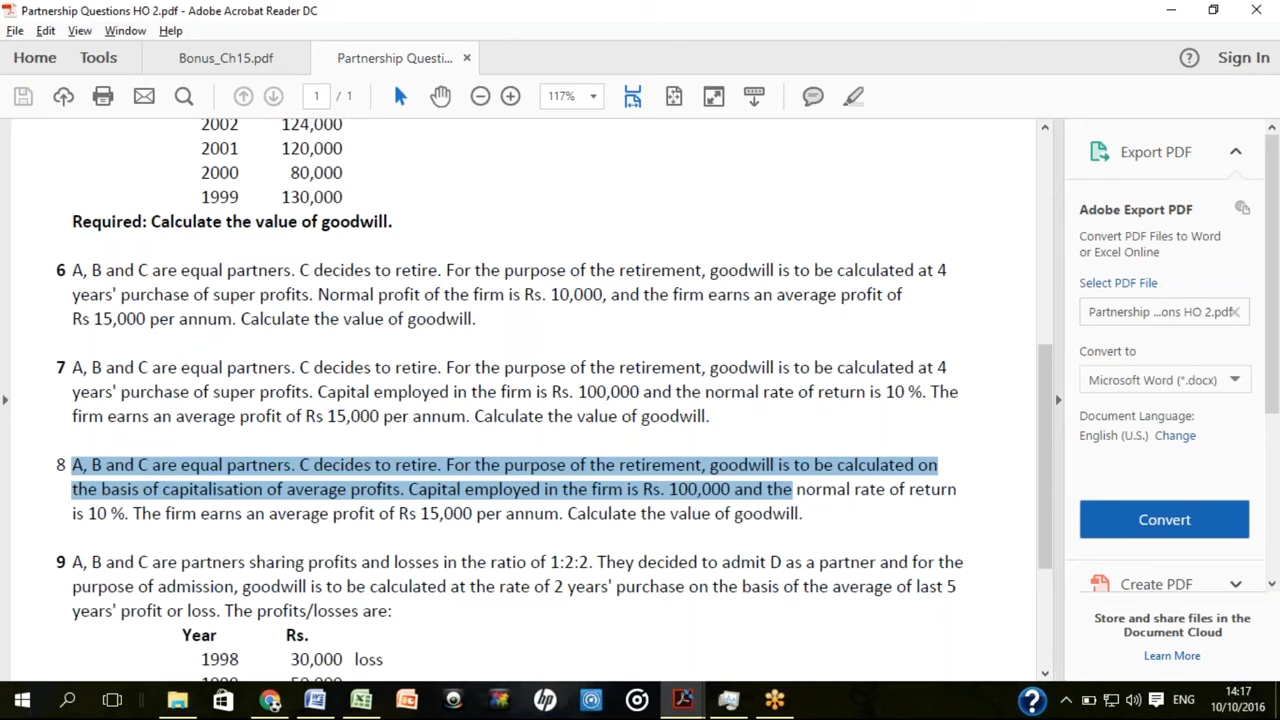 Partnership Questions HO 2.pdf - Adobe Acrobat Reader DC
File Edit View Window Help
Home Tools Bonus_Ch15.pdf Partnership Questi... × Sign In
1 / 1 117%
2002 124,000
2001 120,000
2000 80,000
1999 130,000
Required: Calculate the value of goodwill.
6 A, B and C are equal partners. C decides to retire. For the purpose of the retirement, goodwill is to be calculated at 4
years' purchase of super profits. Normal profit of the firm is Rs. 10,000, and the firm earns an average profit of
Rs 15,000 per annum. Calculate the value of goodwill.
7 A, B and C are equal partners. C decides to retire. For the purpose of the retirement, goodwill is to be calculated at 4
years' purchase of super profits. Capital employed in the firm is Rs. 100,000 and the normal rate of return is 10 %. The
firm earns an average profit of Rs 15,000 per annum. Calculate the value of goodwill.
8 A, B and C are equal partners. C decides to retire. For the purpose of the retirement, goodwill is to be calculated on
the basis of capitalisation of average profits. Capital employed in the firm is Rs. 100,000 and the normal rate of return
is 10 %. The firm earns an average profit of Rs 15,000 per annum. Calculate the value of goodwill.
9 A, B and C are partners sharing profits and losses in the ratio of 1:2:2. They decided to admit D as a partner and for the
purpose of admission, goodwill is to be calculated at the rate of 2 years' purchase on the basis of the average of last 5
years' profit or loss. The profits/losses are:
Year Rs.
1998 30,000 loss
Export PDF
Adobe Export PDF
Convert PDF Files to Word
or Excel Online
Select PDF File
Partnership ...ons HO 2.pdf
Convert to
Microsoft Word (*.docx)
Document Language:
English (U.S.) Change
Convert
Create PDF
Store and share files in the
Document Cloud
Learn More
ENG
14:17
10/10/2016